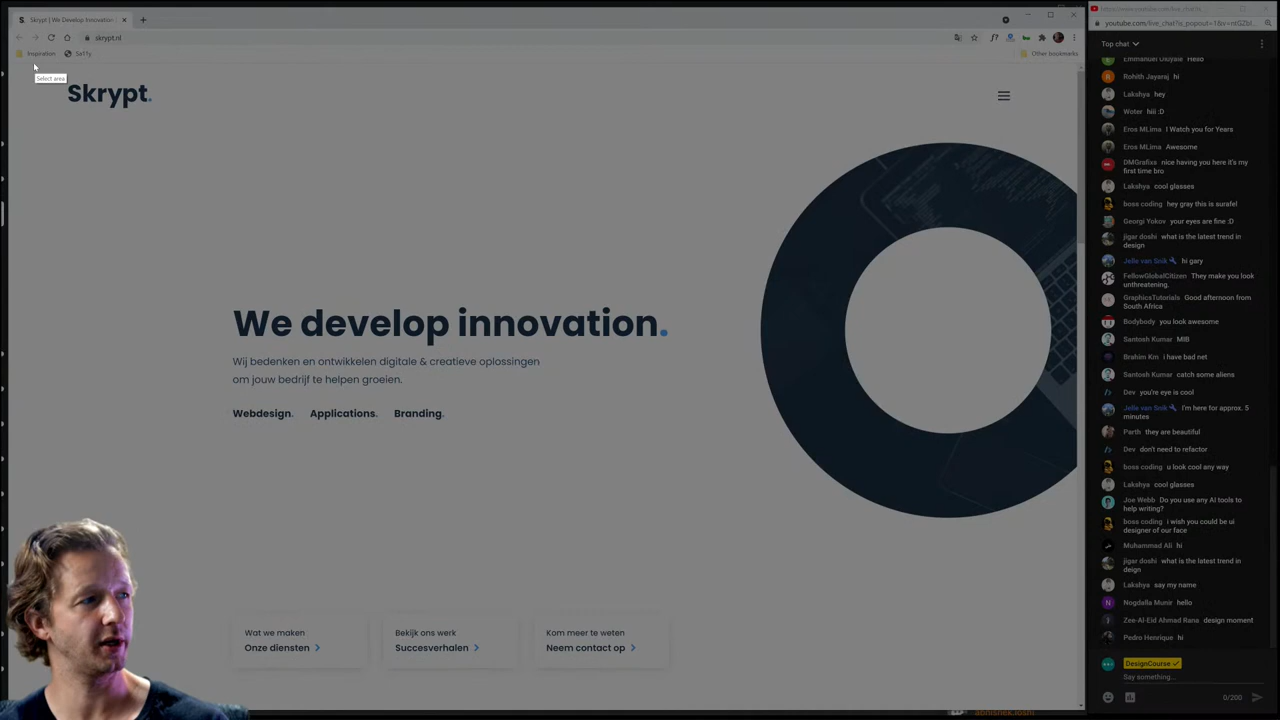 Skrypt | We Develop Innovation
skrypt.nl
Inspiration
Sa11y
Other bookmarks
Select area
Skrypt.
We develop innovation.
Wij bedenken en ontwikkelen digitale & creatieve oplossingen
om jouw bedrijf te helpen groeien.
Webdesign. Applications. Branding.
Wat we maken
Onze diensten
Bekijk ons werk
Succesverhalen
Kom meer te weten
Neem contact op
Top chat
Rohith Jayaraj hi
Lakshya hey
Woter hiii :D
Eros MLima I Watch you for Years
Eros MLima Awesome
DMGrafixs nice having you here it's my
first time bro
Lakshya cool glasses
boss coding hey gray this is surafel
Georgi Yokov your eyes are fine :D
jigar doshi what is the latest trend in
design
Jelle van Snik hi gary
FellowGlobalCitizen They make you look
unthreatening.
GraphicsTutorials Good afternoon from
South Africa
Bodybody you look awesome
Santosh Kumar MIB
Brahim Km i have bad net
Santosh Kumar catch some aliens
Dev you're eye is cool
Jelle van Snik I'm here for approx. 5
minutes
Parth they are beautiful
Dev don't need to refactor
boss coding u look cool any way
Lakshya cool glasses
Joe Webb Do you use any AI tools to
help writing?
boss coding i wish you could be ui
designer of our face
Muhammad Ali hi
jigar doshi what is the latest trend in
deign
Lakshya say my name
Nogdalla Munir hello
Zee-Al-Eid Ahmad Rana design moment
Pedro Henrique hi
DesignCourse
Say something...
0/200